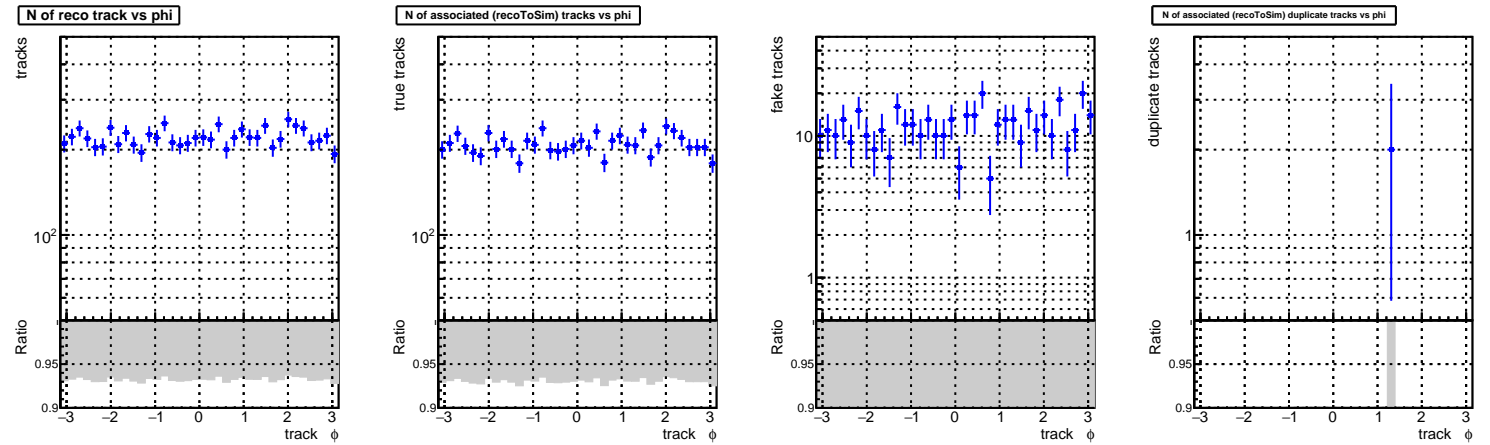 N of reco track vs phi
tracks
10²
Ratio
0.95
0.9
−3 −2 −1 0 1 2 3
track ϕ
N of associated (recoToSim) tracks vs phi
true tracks
10²
Ratio
0.95
0.9
−3 −2 −1 0 1 2 3
track ϕ
fake tracks
10
1
Ratio
0.95
0.9
−3 −2 −1 0 1 2 3
track ϕ
N of associated (recoToSim) duplicate tracks vs phi
duplicate tracks
1
Ratio
0.95
0.9
−3 −2 −1 0 1 2 3
track ϕ